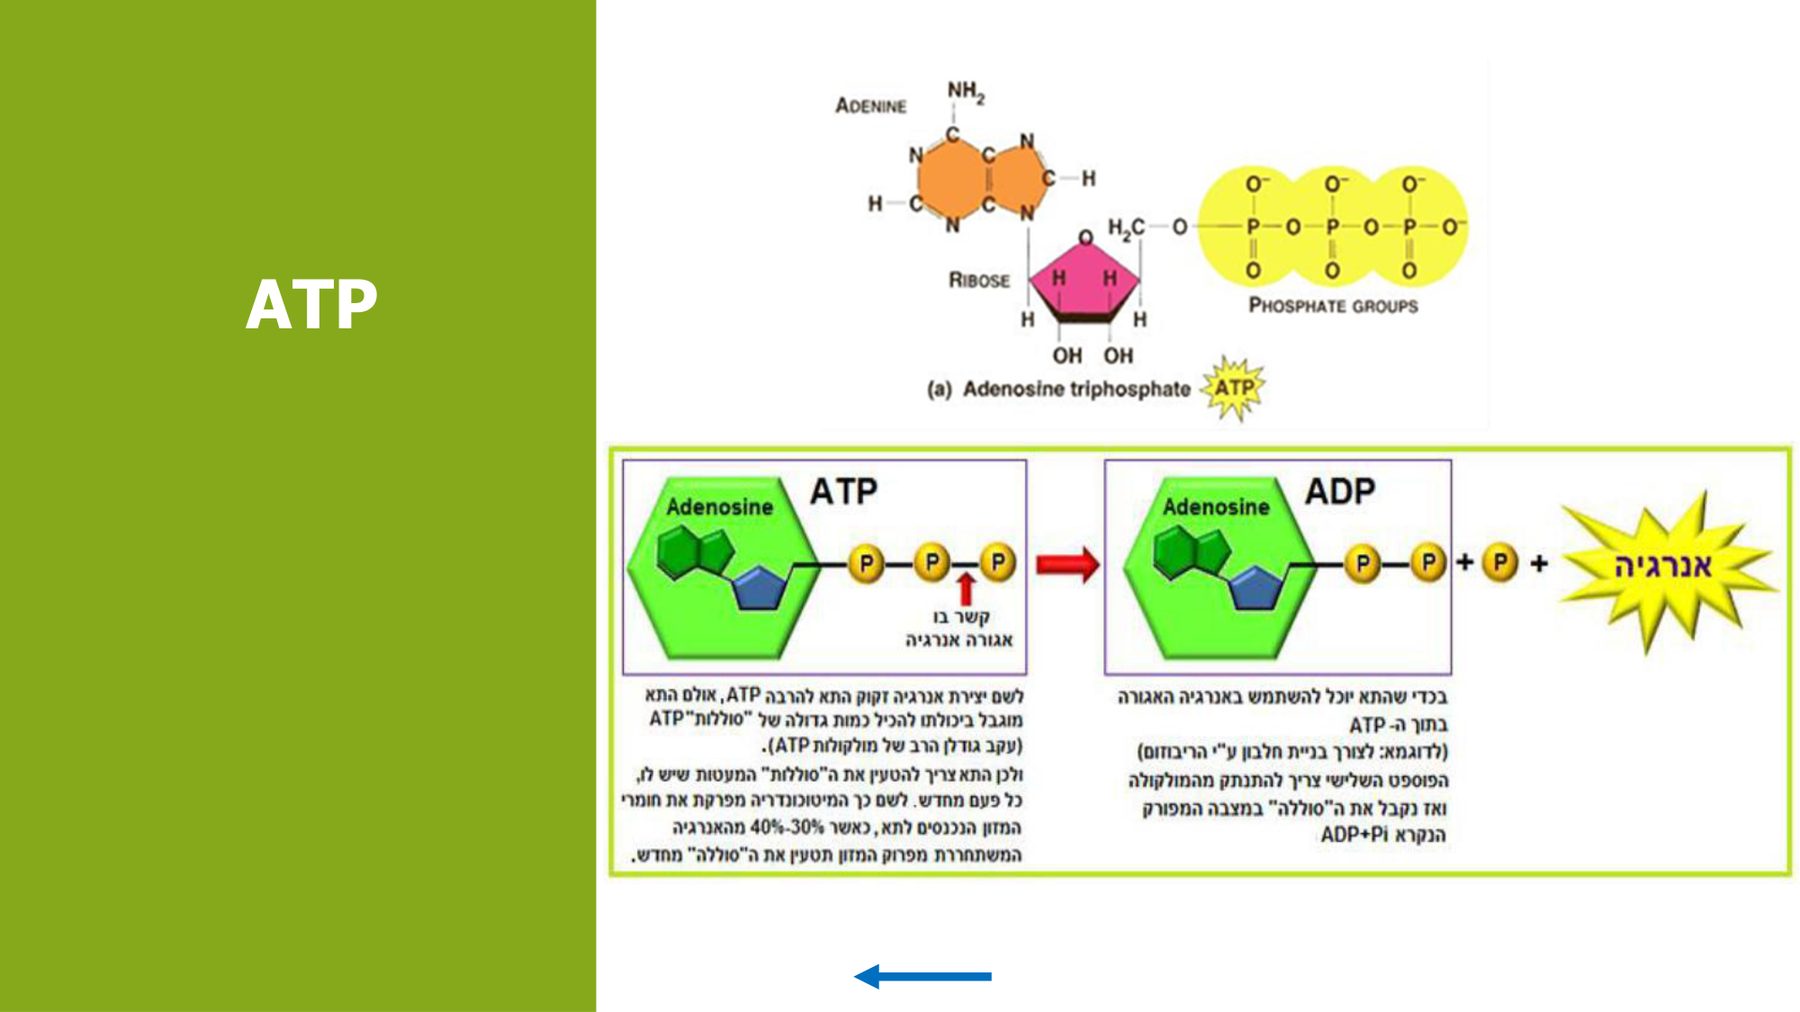 ATP
ADENINE
NH2
C
N
N
C
C
H
H
C
C
N
N
H2C
O
O
RIBOSE
H
H
H
H
OH
OH
O-
O-
O-
P
O
P
O
P
O-
O
O
O
PHOSPHATE GROUPS
(a) Adenosine triphosphate
ATP
Adenosine
ATP
P
P
P
קשר בו
אגורה אנרגיה
Adenosine
ADP
P
P
+
P
+
אנרגיה
לשם יצירת אנרגיה זקוק התא להרבה ATP, אולם התא
מוגבל ביכולתו להכיל כמות גדולה של "סוללות" ATP
(עקב גודלן הרב של מולקולות ATP).
ולכן התא צריך להטעין את ה"סוללות" המעטות שיש לו,
כל פעם מחדש. לשם כך המיטוכונדריה מפרקת את חומרי
המזון הנכנסים לתא, כאשר 40%-30% מהאנרגיה
המשתחררת מפרוק המזון תטעין את ה"סוללה" מחדש.
בכדי שהתא יוכל להשתמש באנרגיה האגורה
בתוך ה- ATP
(לדוגמא: לצורך בניית חלבון ע"י הריבוזום)
הפוספט השלישי צריך להתנתק מהמולקולה
ואז נקבל את ה"סוללה" במצבה המפורק
הנקרא ADP+Pi